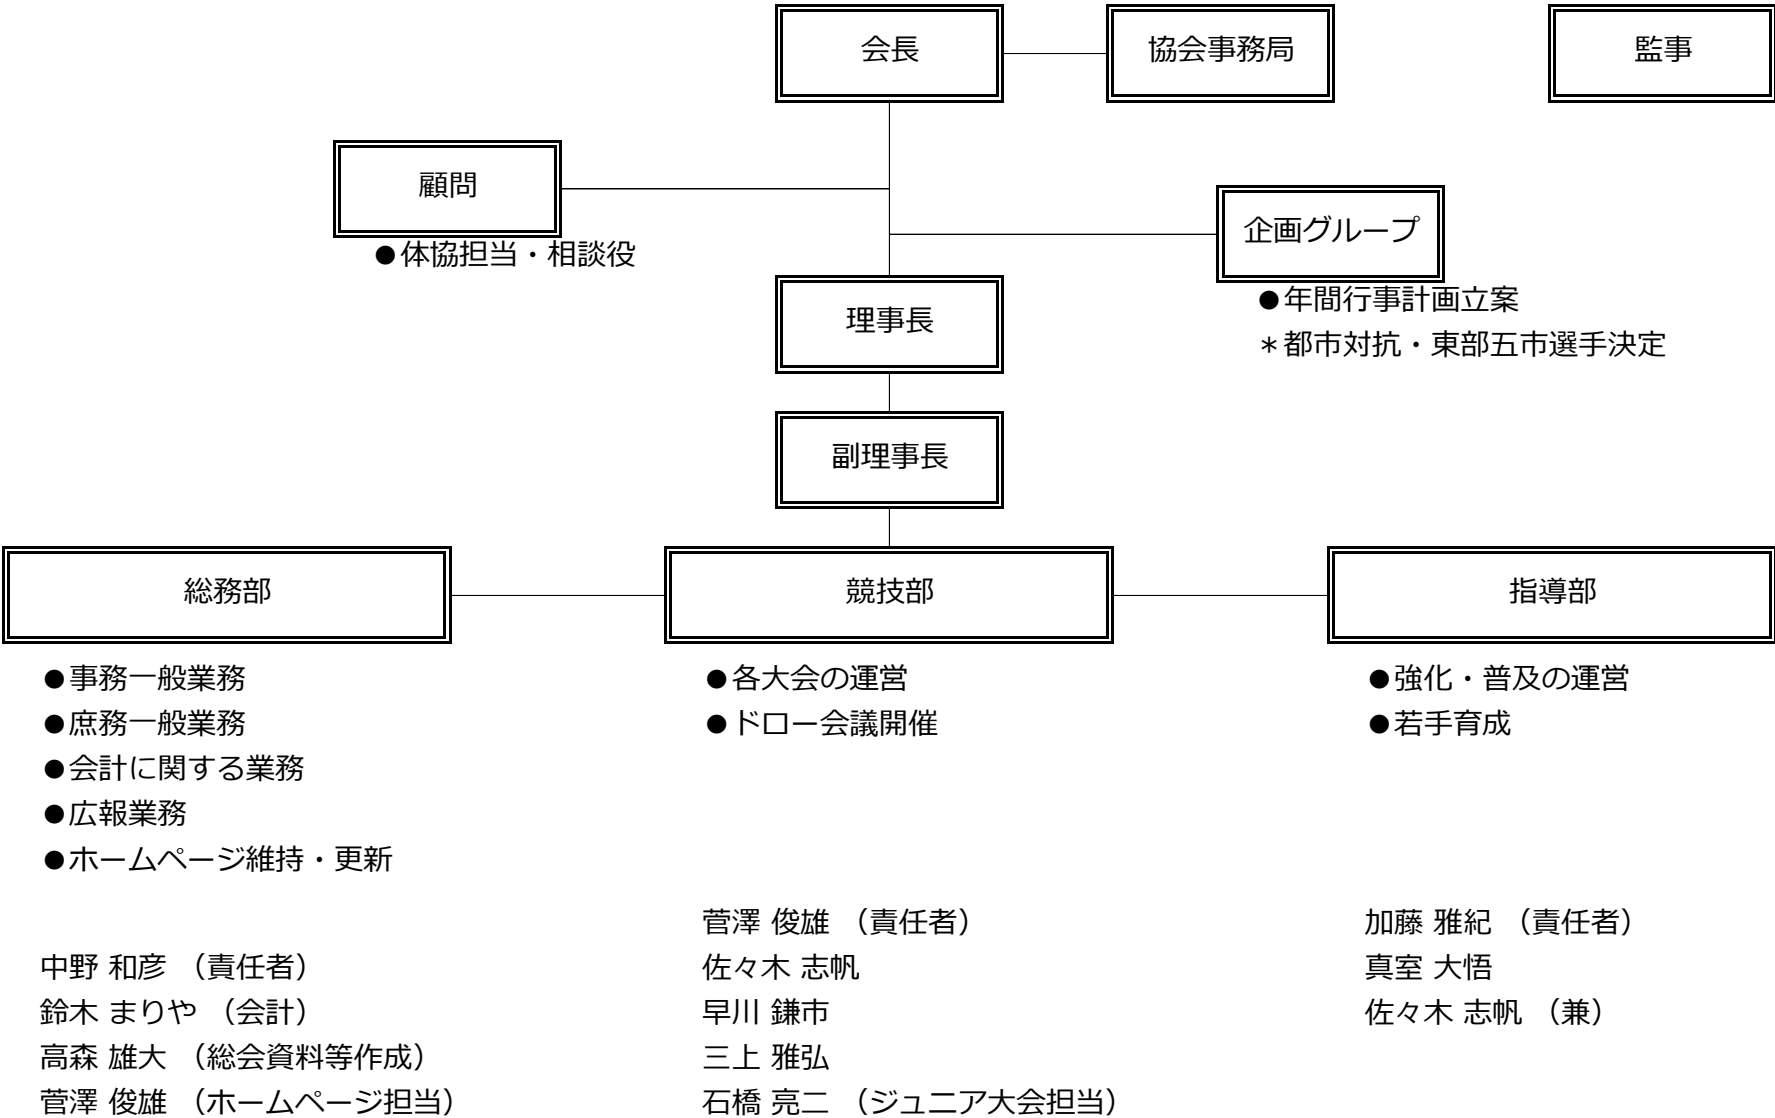 会長
協会事務局
監事
顧問
●体協担当・相談役
企画グループ
●年間行事計画立案
＊都市対抗・東部五市選手決定
理事長
副理事長
総務部
競技部
指導部
●事務一般業務
●庶務一般業務
●会計に関する業務
●広報業務
●ホームページ維持・更新
中野 和彦 （責任者）
鈴木 まりや （会計）
高森 雄大 （総会資料等作成）
菅澤 俊雄 （ホームページ担当）
●各大会の運営
●ドロー会議開催
菅澤 俊雄 （責任者）
佐々木 志帆
早川 鎌市
三上 雅弘
石橋 亮二 （ジュニア大会担当）
●強化・普及の運営
●若手育成
加藤 雅紀 （責任者）
真室 大悟
佐々木 志帆 （兼）